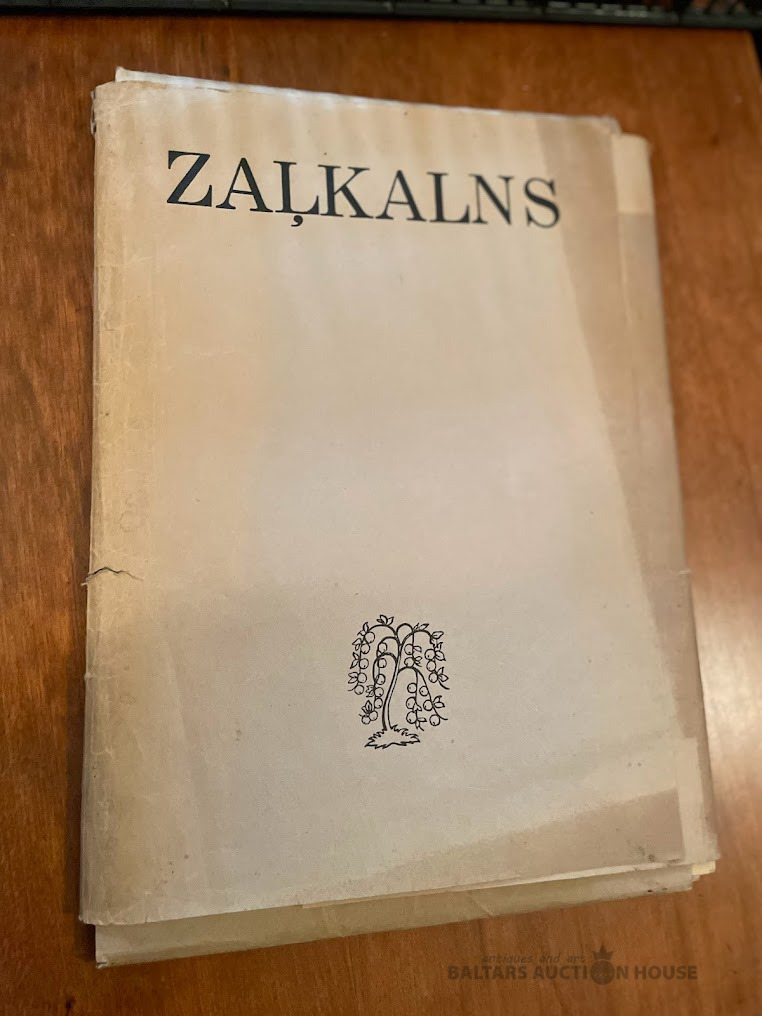 ZAĻKALNS
antiques and art
BALTARS AUCTION HOUSE